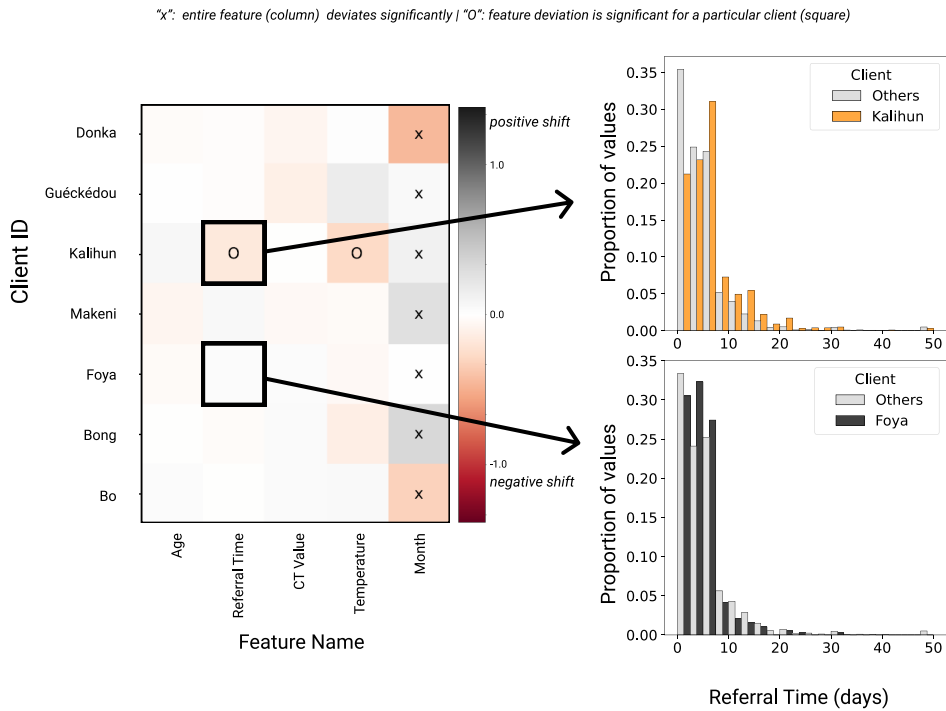 “x”: entire feature (column) deviates significantly | “O”: feature deviation is significant for a particular client (square)
Client ID
Donka
Guéckédou
Kalihun
Makeni
Foya
Bong
Bo
x
x
O
O
x
x
x
x
x
Age
Referral Time
CT Value
Temperature
Month
Feature Name
positive shift
1.0
0.0
-1.0
negative shift
Proportion of values
0.35
0.30
0.25
0.20
0.15
0.10
0.05
0.00
0
10
20
30
40
50
Client
Others
Kalihun
Proportion of values
0.35
0.30
0.25
0.20
0.15
0.10
0.05
0.00
0
10
20
30
40
50
Client
Others
Foya
Referral Time (days)